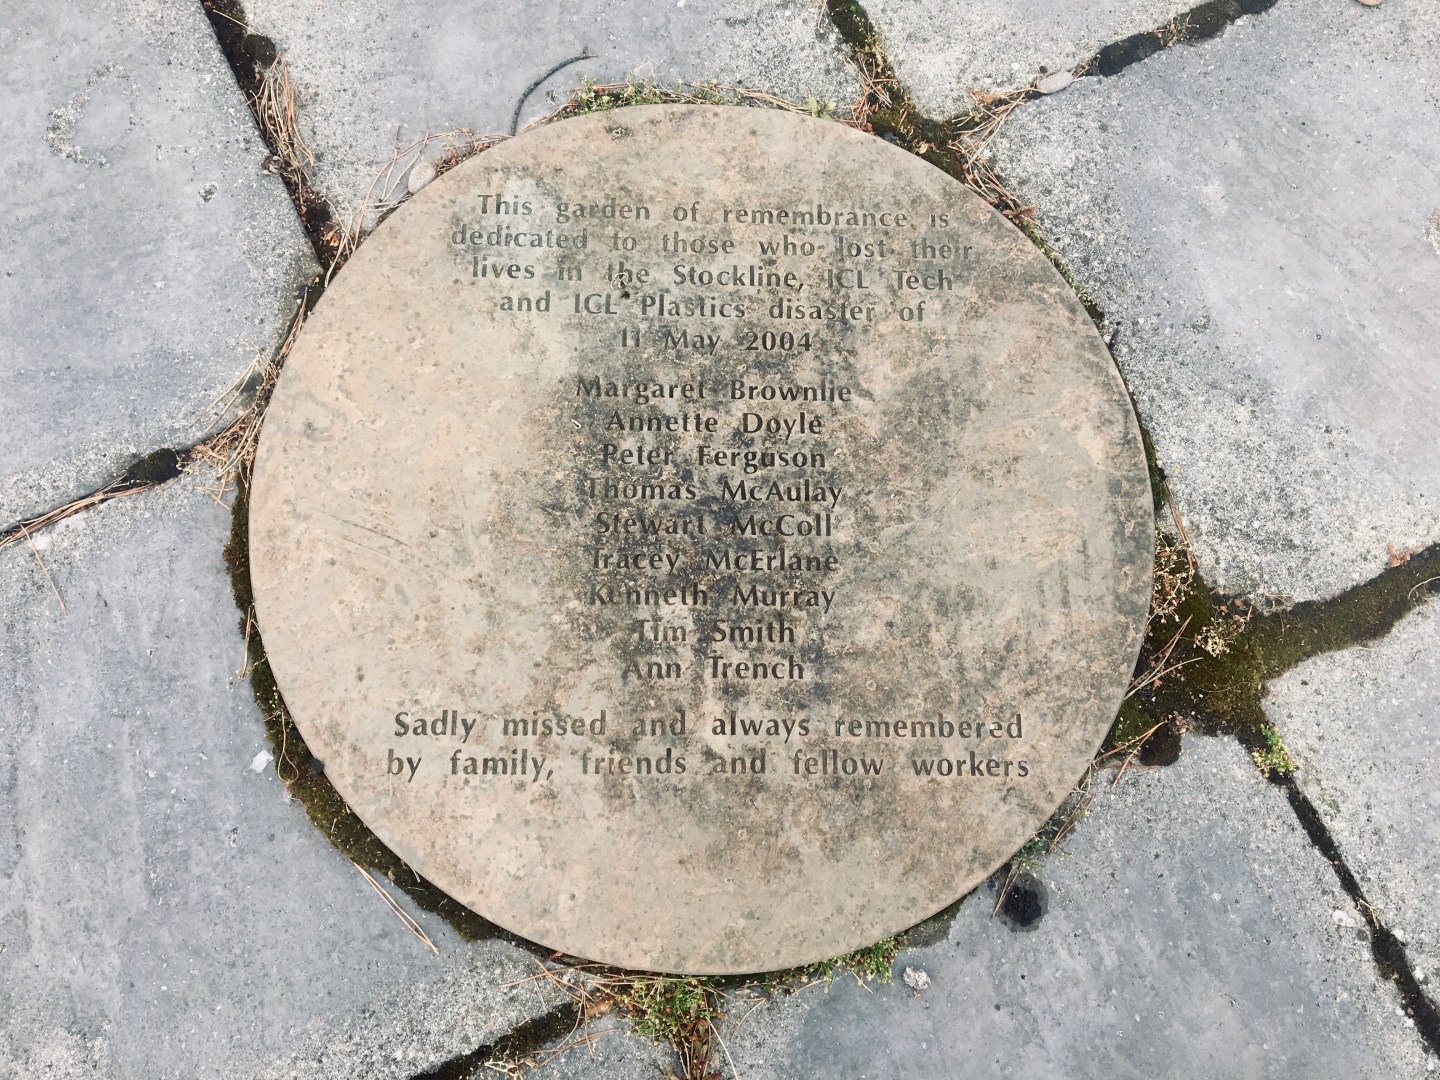 This garden of remembrance is
dedicated to those who lost their
lives in the Stockline, ICL Tech
and ICL Plastics disaster of
11 May 2004
Margaret Brownlie
Annette Doyle
Peter Ferguson
Thomas McAulay
Stewart McColl
Tracey McErlane
Kenneth Murray
Tim Smith
Ann Trench
Sadly missed and always remembered
by family, friends and fellow workers